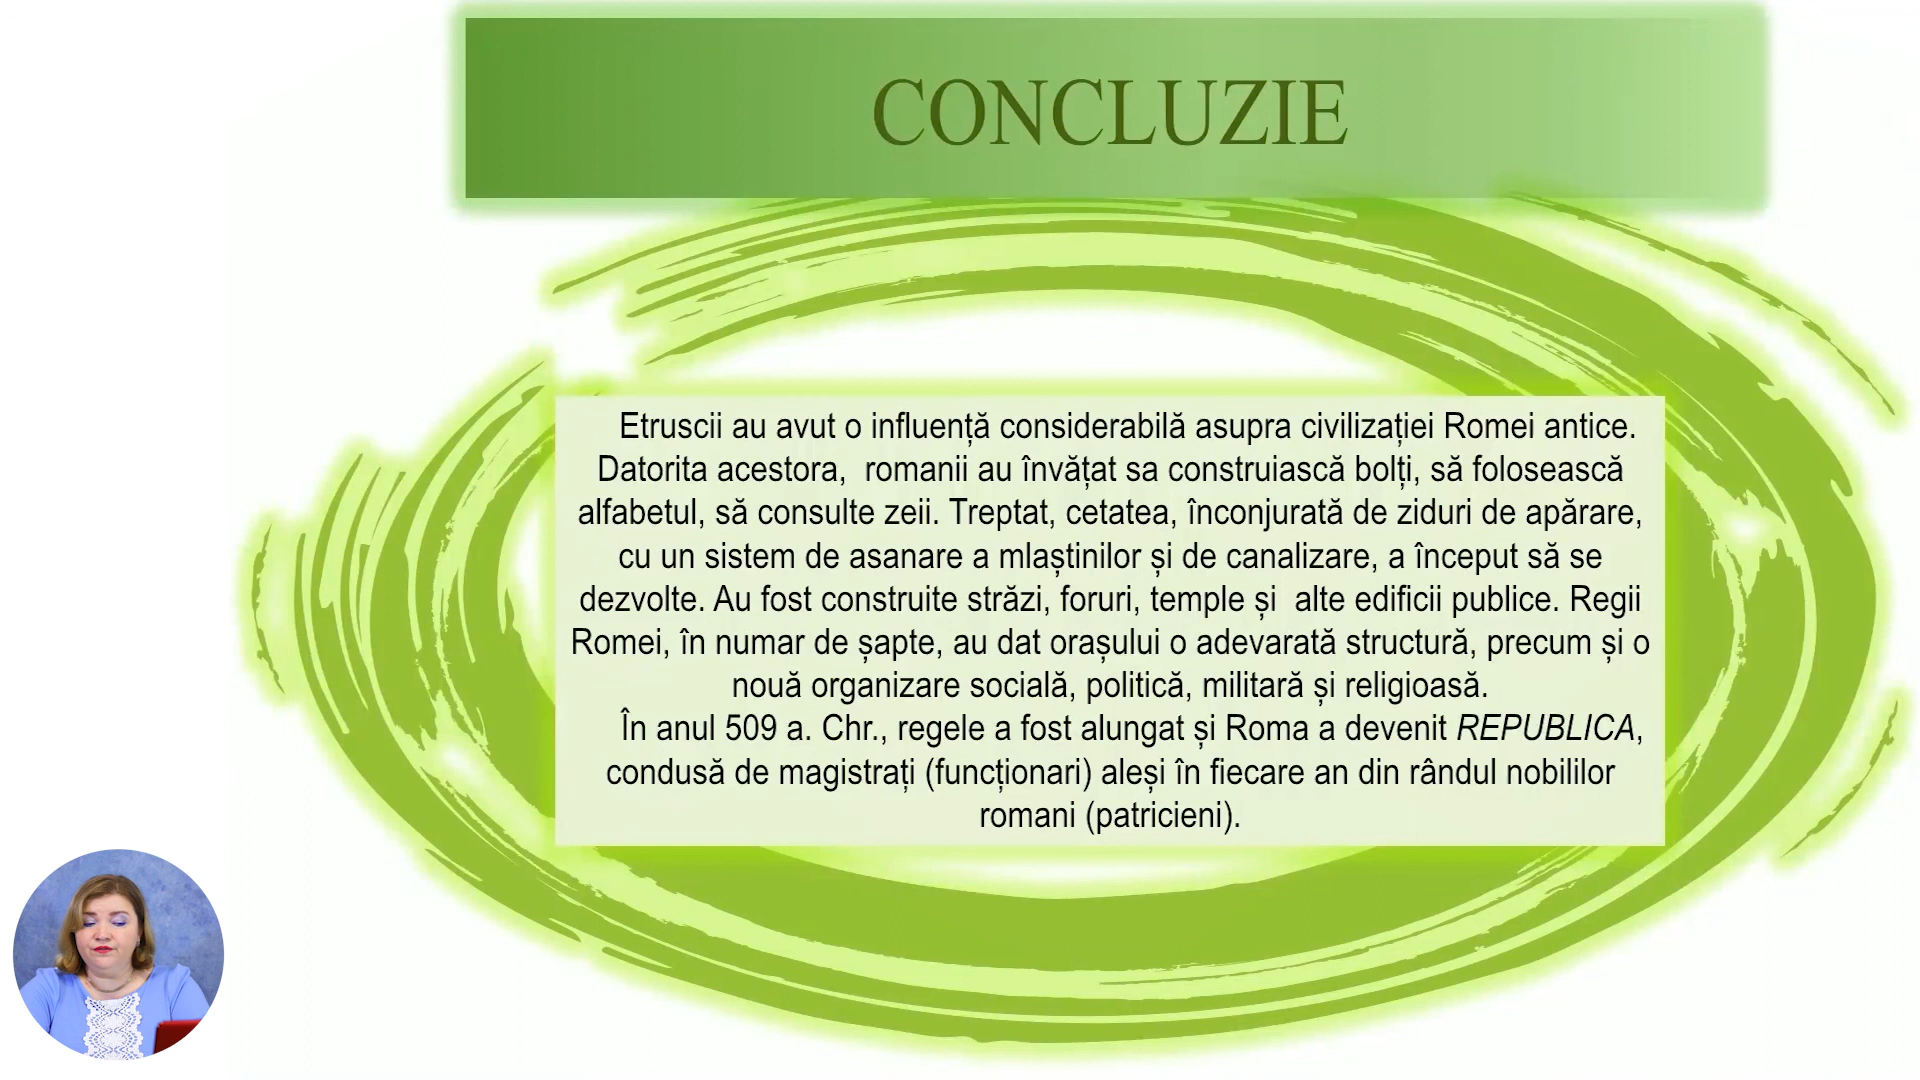 CONCLUZIE
Etruscii au avut o influență considerabilă asupra civilizației Romei antice.
Datorita acestora,  romanii au învățat sa construiască bolți, să folosească
alfabetul, să consulte zeii. Treptat, cetatea, înconjurată de ziduri de apărare,
cu un sistem de asanare a mlaștinilor și de canalizare, a început să se
dezvolte. Au fost construite străzi, foruri, temple și  alte edificii publice. Regii
Romei, în numar de șapte, au dat orașului o adevarată structură, precum și o
nouă organizare socială, politică, militară și religioasă.
În anul 509 a. Chr., regele a fost alungat și Roma a devenit REPUBLICA,
condusă de magistrați (funcționari) aleși în fiecare an din rândul nobililor
romani (patricieni).